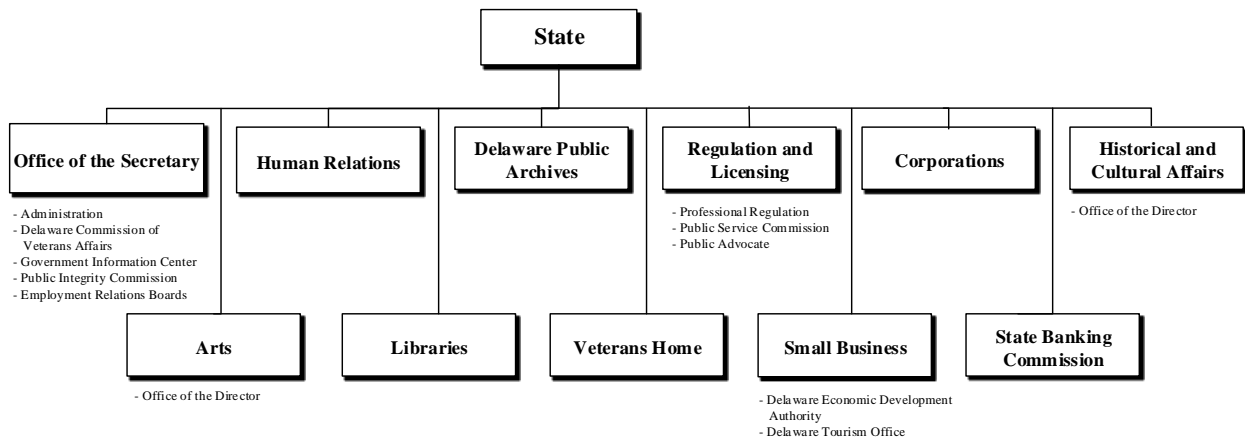 State
Office of the Secretary
- Administration
- Delaware Commission of
Veterans Affairs
- Government Information Center
- Public Integrity Commission
- Employment Relations Boards
Human Relations
Delaware Public
Archives
Regulation and
Licensing
- Professional Regulation
- Public Service Commission
- Public Advocate
Corporations
Historical and
Cultural Affairs
- Office of the Director
Arts
- Office of the Director
Libraries
Veterans Home
Small Business
- Delaware Economic Development
Authority
- Delaware Tourism Office
State Banking
Commission